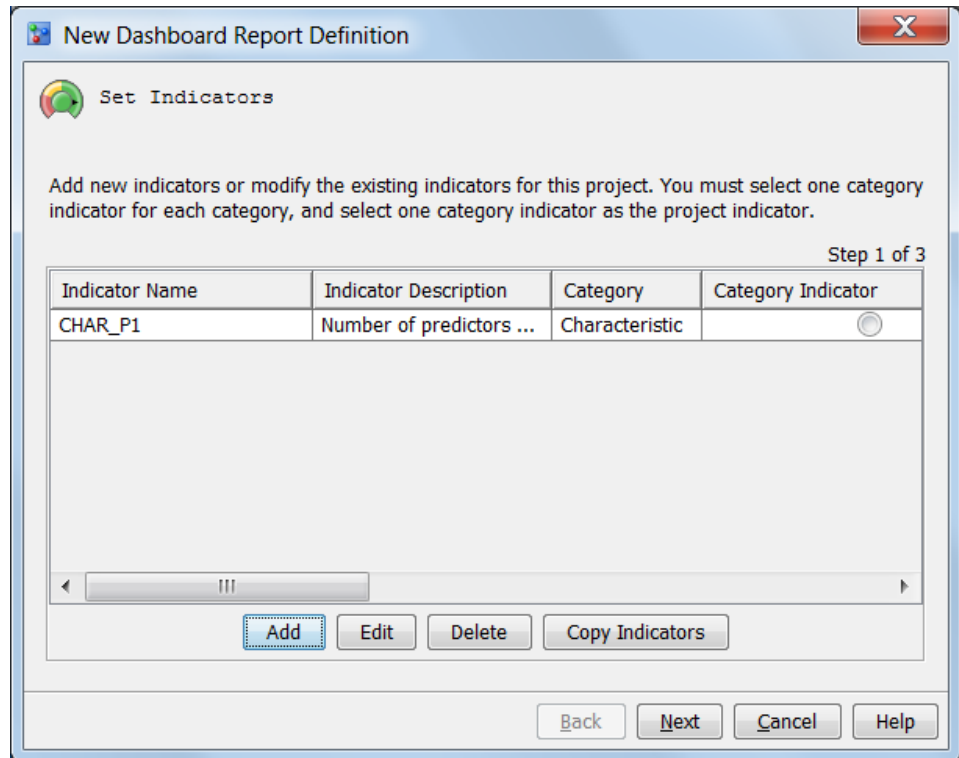 New Dashboard Report Definition
Set Indicators
Add new indicators or modify the existing indicators for this project. You must select one category
indicator for each category, and select one category indicator as the project indicator.
Step 1 of 3
Indicator Name Indicator Description Category Category Indicator
CHAR_P1 Number of predictors ... Characteristic
Add Edit Delete Copy Indicators
Back Next Cancel Help